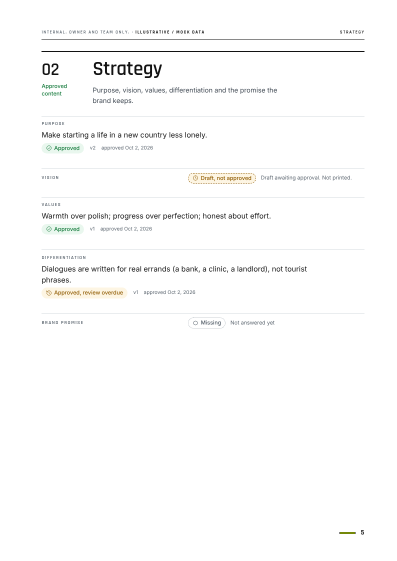 INTERNAL. OWNER AND TEAM ONLY. · ILLUSTRATIVE / MOCK DATA
STRATEGY
02
Strategy
Approved
content
Purpose, vision, values, differentiation and the promise the
brand keeps.
PURPOSE
Make starting a life in a new country less lonely.
Approved v2 approved Oct 2, 2026
VISION
Draft, not approved Draft awaiting approval. Not printed.
VALUES
Warmth over polish; progress over perfection; honest about effort.
Approved v1 approved Oct 2, 2026
DIFFERENTIATION
Dialogues are written for real errands (a bank, a clinic, a landlord), not tourist
phrases.
Approved, review overdue v1 approved Oct 2, 2026
BRAND PROMISE
Missing Not answered yet
5